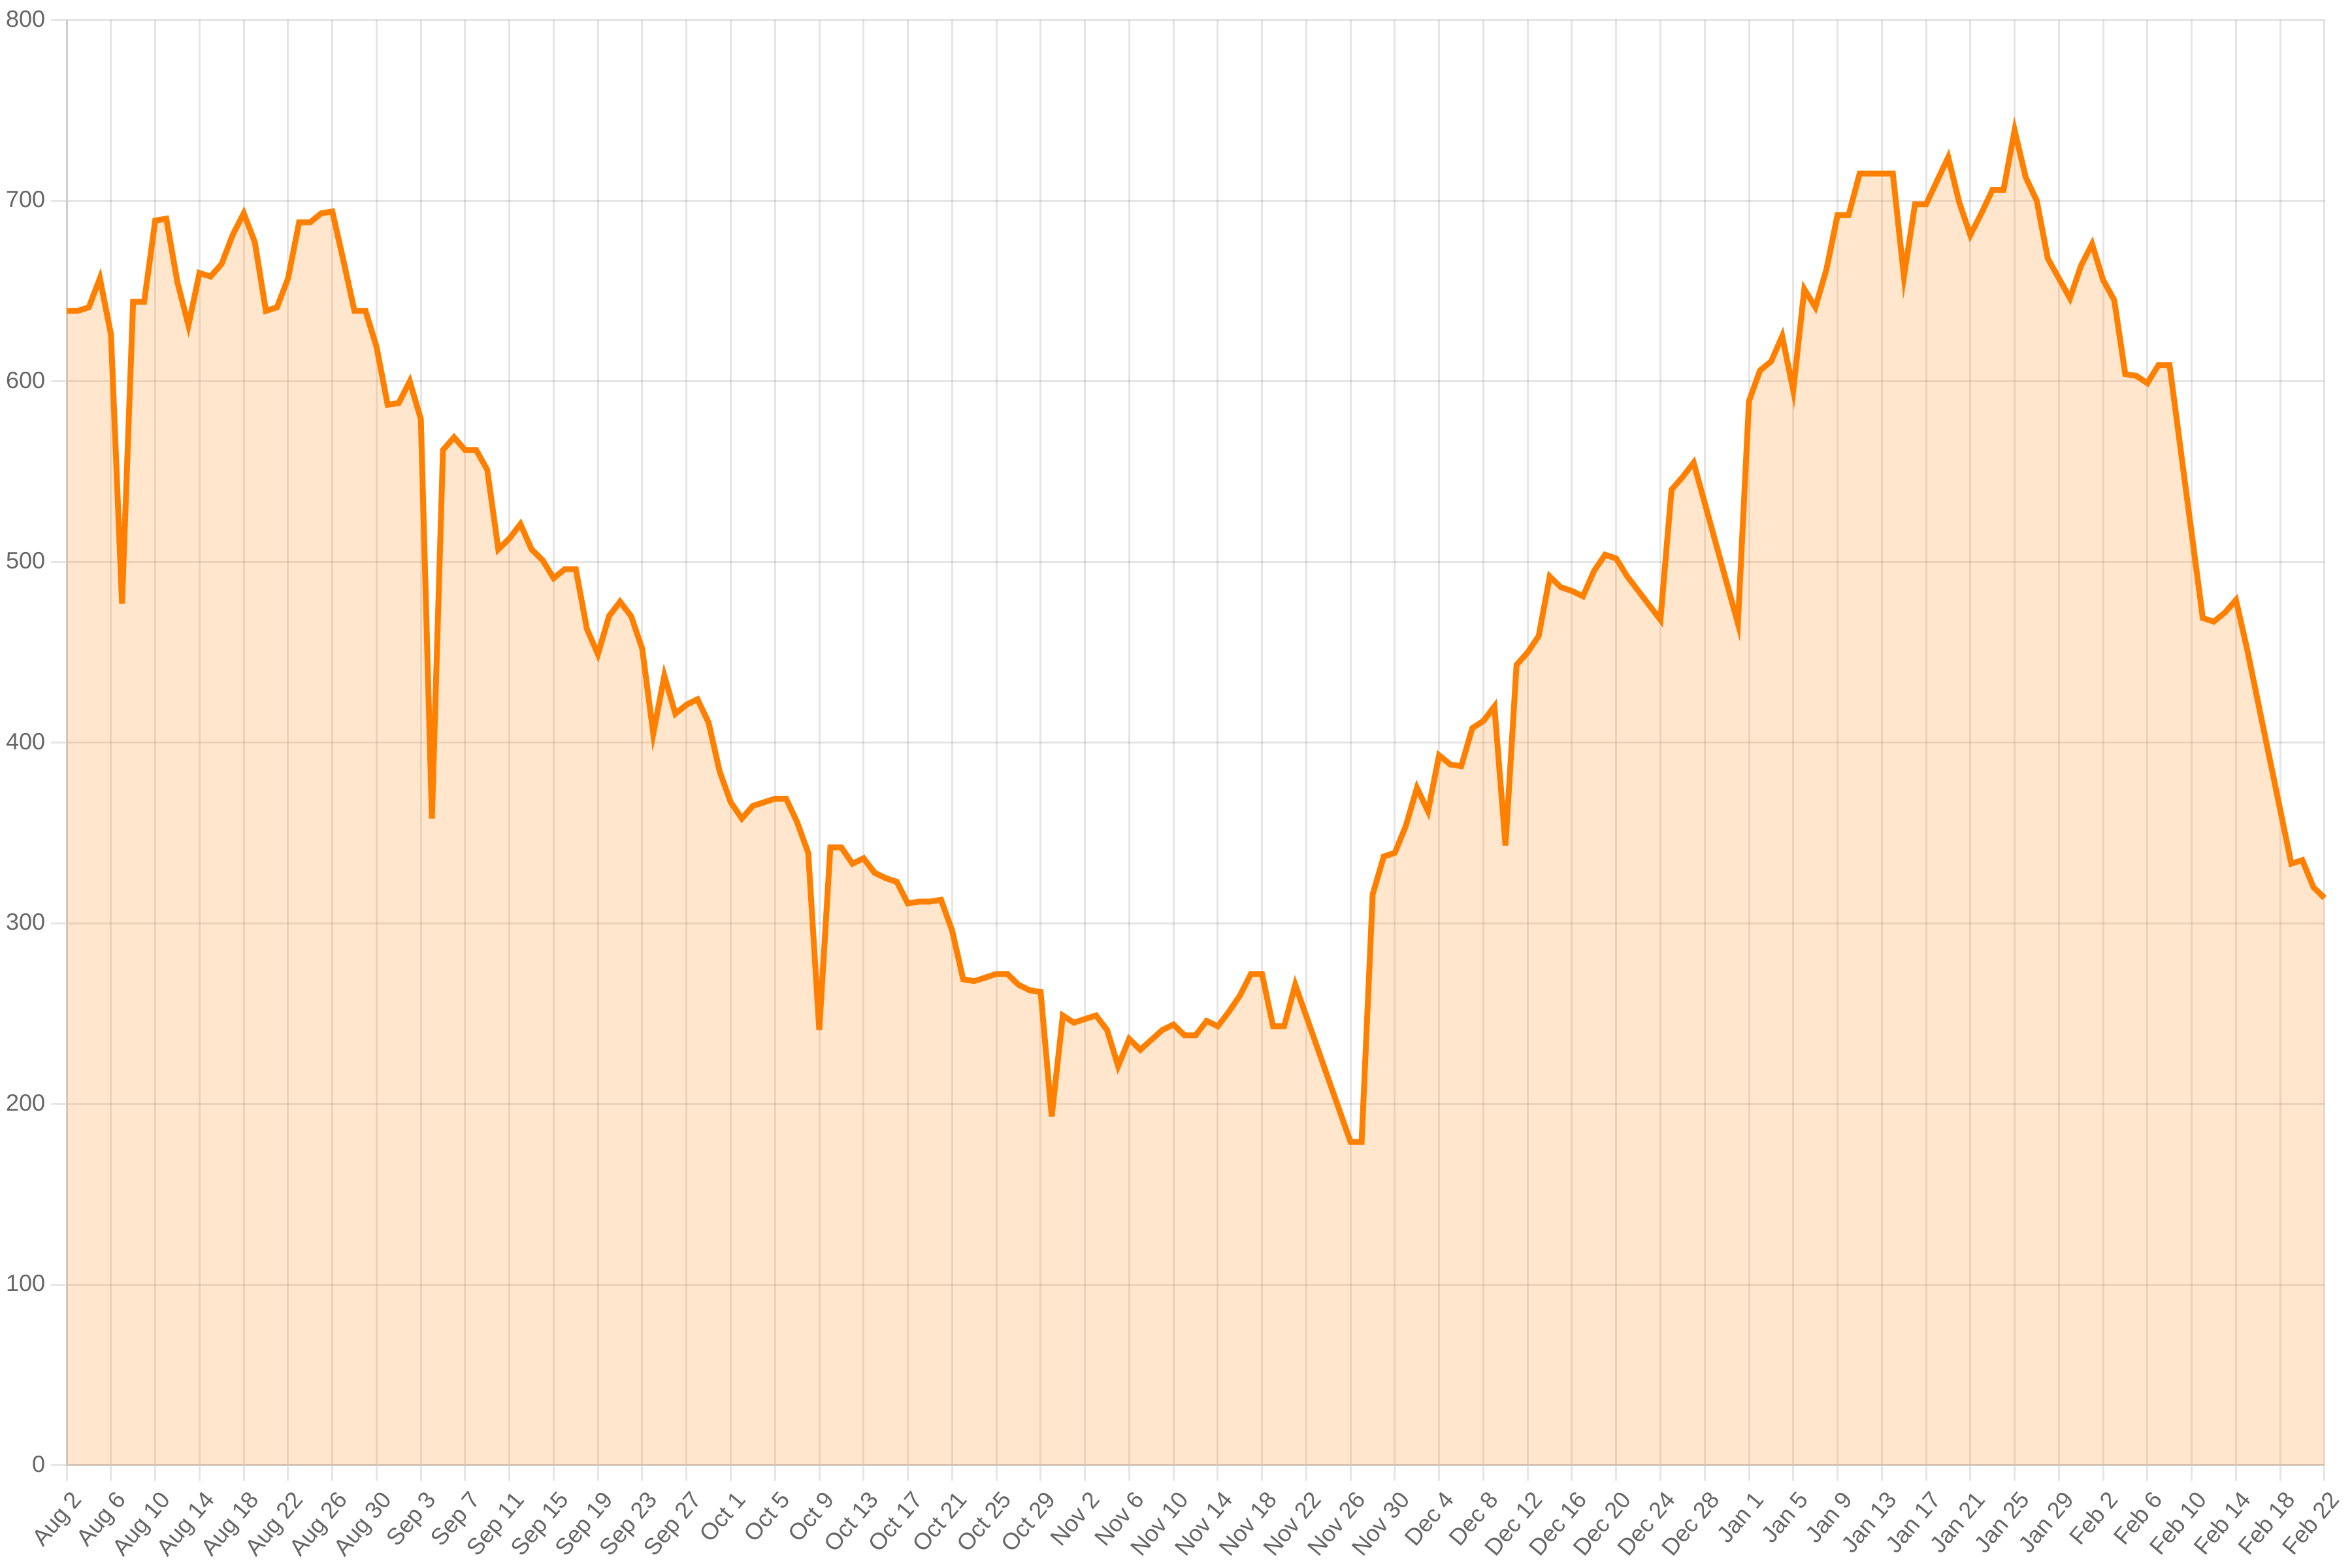 800
700
600
500
400
300
200
100
0
Aug 2
Aug 6
Aug 10
Aug 14
Aug 18
Aug 22
Aug 26
Aug 30
Sep 3
Sep 7
Sep 11
Sep 15
Sep 19
Sep 23
Sep 27
Oct 1
Oct 5
Oct 9
Oct 13
Oct 17
Oct 21
Oct 25
Oct 29
Nov 2
Nov 6
Nov 10
Nov 14
Nov 18
Nov 22
Nov 26
Nov 30
Dec 4
Dec 8
Dec 12
Dec 16
Dec 20
Dec 24
Dec 28
Jan 1
Jan 5
Jan 9
Jan 13
Jan 17
Jan 21
Jan 25
Jan 29
Feb 2
Feb 6
Feb 10
Feb 14
Feb 18
Feb 22